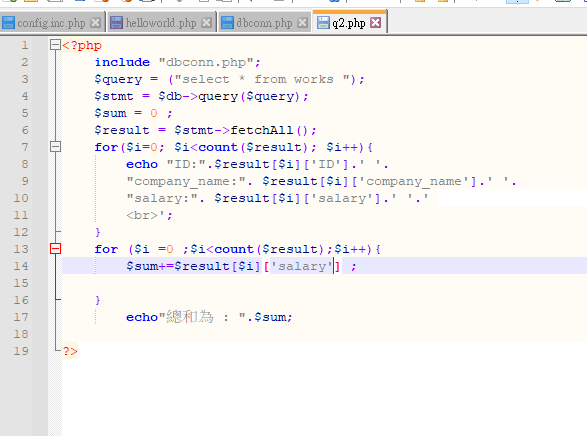 config.inc.php helloworld.php dbconn.php q2.php
1 <?php
2 include "dbconn.php";
3 $query = ("select * from works ");
4 $stmt = $db->query($query);
5 $sum = 0 ;
6 $result = $stmt->fetchAll();
7 for($i=0; $i<count($result); $i++){
8 echo "ID:".$result[$i]['ID'].' '.
9 "company_name:". $result[$i]['company_name'].' '.
10 "salary:". $result[$i]['salary'].' '.'
11 <br>';
12 }
13 for ($i =0 ;$i<count($result);$i++){
14 $sum+=$result[$i]['salary'] ;
15
16 }
17 echo"總和為 : ".$sum;
18
19 ?>